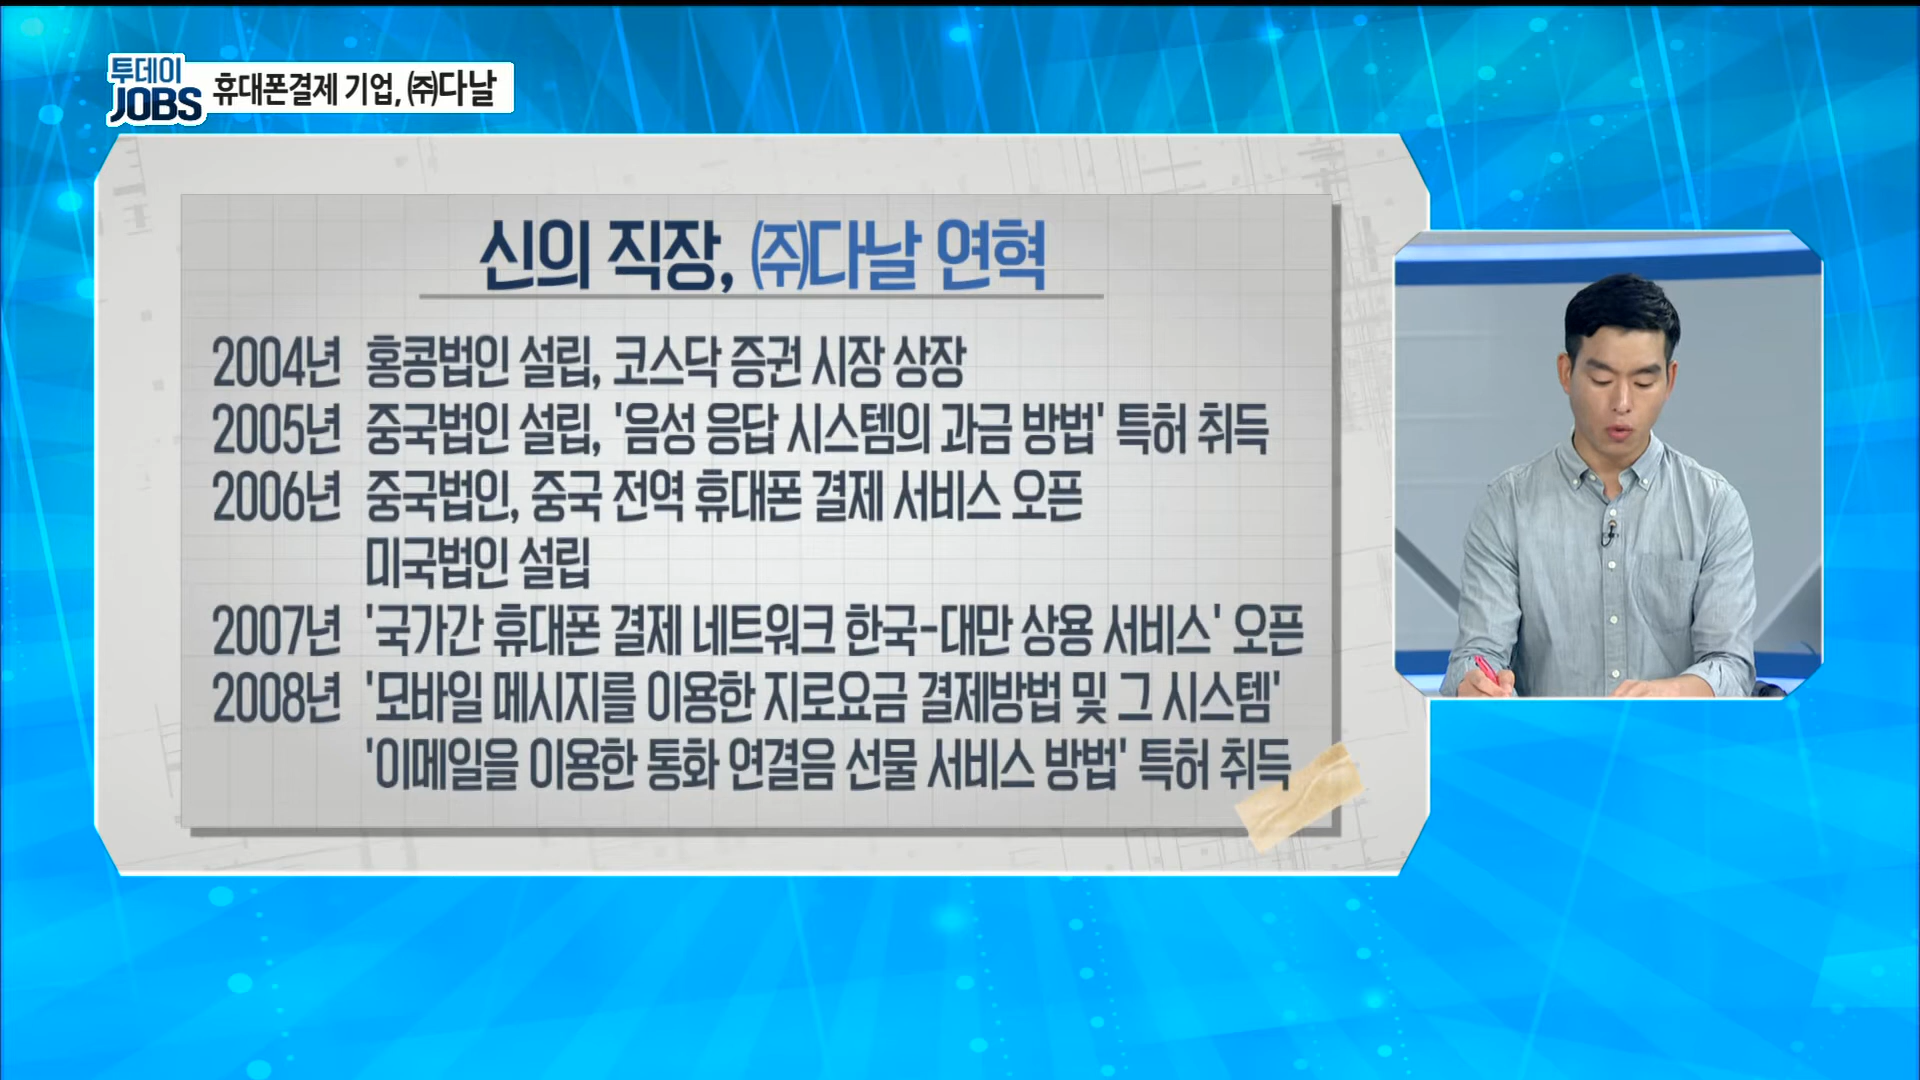 투데이
JOBS
휴대폰결제 기업, ㈜다날
신의 직장, ㈜다날 연혁
2004년 홍콩법인 설립, 코스닥 증권 시장 상장
2005년 중국법인 설립, '음성 응답 시스템의 과금 방법' 특허 취득
2006년 중국법인, 중국 전역 휴대폰 결제 서비스 오픈
미국법인 설립
2007년 '국가간 휴대폰 결제 네트워크 한국-대만 상용 서비스' 오픈
2008년 '모바일 메시지를 이용한 지로요금 결제방법 및 그 시스템'
'이메일을 이용한 통화 연결음 선물 서비스 방법' 특허 취득